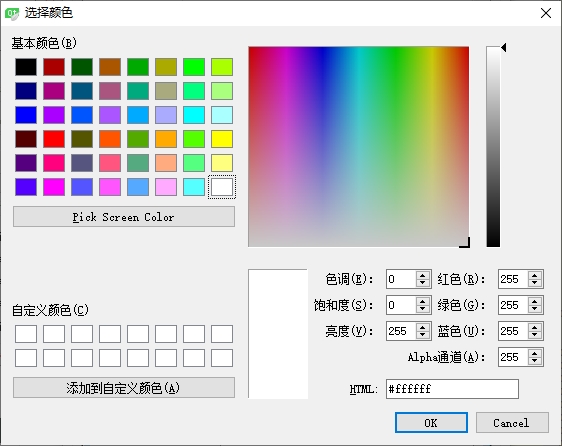 选择颜色
基本颜色(B)
Pick Screen Color
自定义颜色(C)
添加到自定义颜色(A)
色调(E): 0 红色(R): 255
饱和度(S): 0 绿色(G): 255
亮度(V): 255 蓝色(U): 255
Alpha通道(A): 255
HTML: #ffffff
OK Cancel